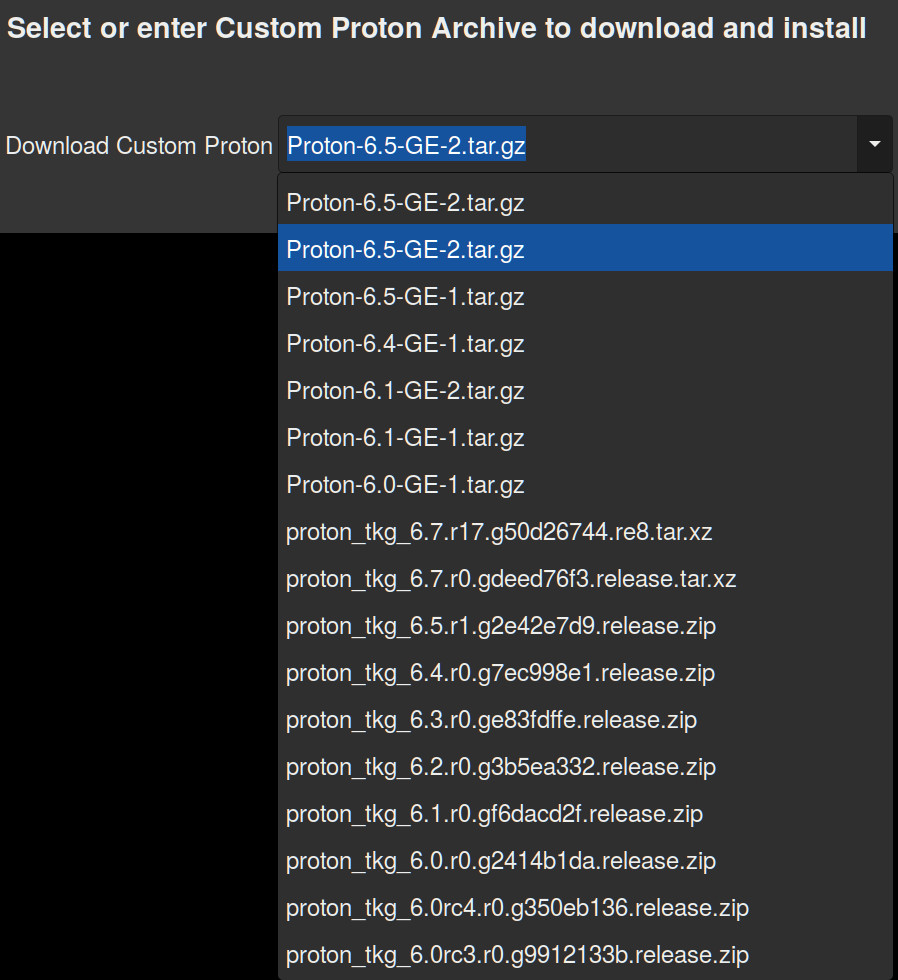 Select or enter Custom Proton Archive to download and install
Download Custom Proton Proton-6.5-GE-2.tar.gz
Proton-6.5-GE-2.tar.gz
Proton-6.5-GE-2.tar.gz
Proton-6.5-GE-1.tar.gz
Proton-6.4-GE-1.tar.gz
Proton-6.1-GE-2.tar.gz
Proton-6.1-GE-1.tar.gz
Proton-6.0-GE-1.tar.gz
proton_tkg_6.7.r17.g50d26744.re8.tar.xz
proton_tkg_6.7.r0.gdeed76f3.release.tar.xz
proton_tkg_6.5.r1.g2e42e7d9.release.zip
proton_tkg_6.4.r0.g7ec998e1.release.zip
proton_tkg_6.3.r0.ge83fdffe.release.zip
proton_tkg_6.2.r0.g3b5ea332.release.zip
proton_tkg_6.1.r0.gf6dacd2f.release.zip
proton_tkg_6.0.r0.g2414b1da.release.zip
proton_tkg_6.0rc4.r0.g350eb136.release.zip
proton_tkg_6.0rc3.r0.g9912133b.release.zip